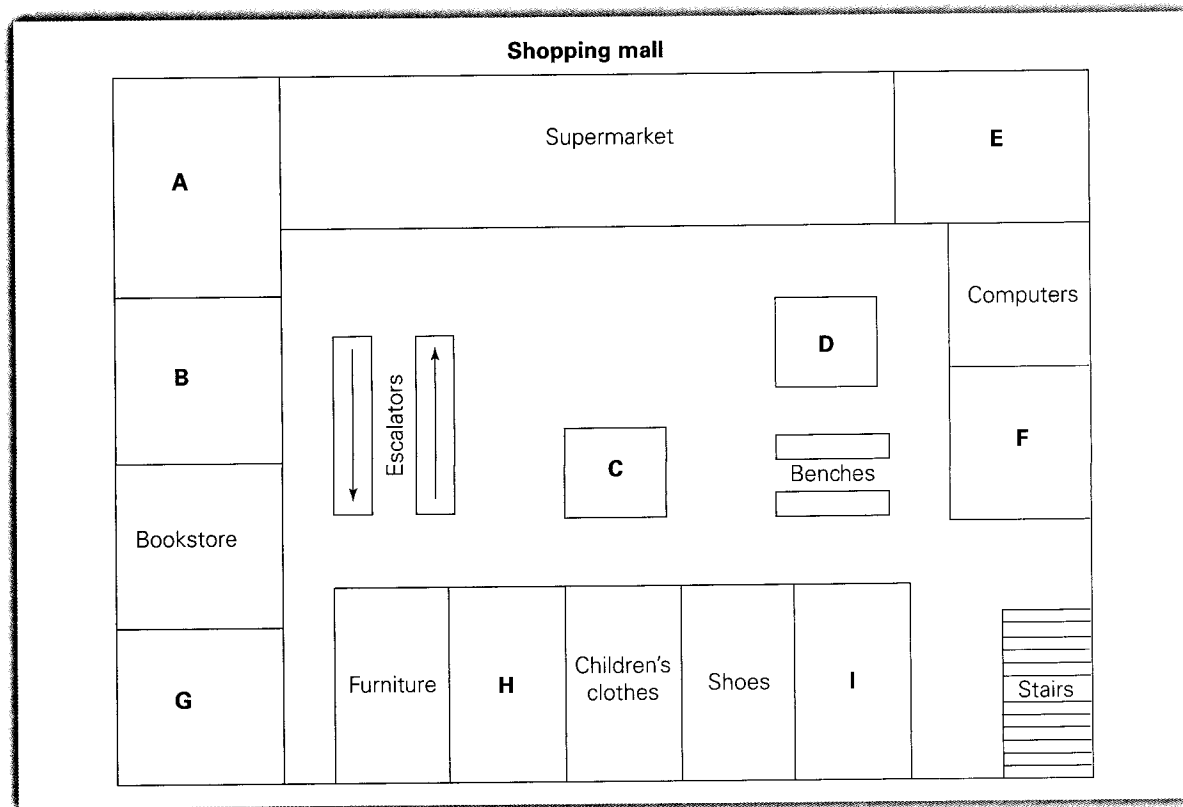 Shopping mall
Supermarket
E
A
Computers
D
B
Escalators
F
C
Benches
Bookstore
Children's
clothes
Furniture
H
Shoes
I
Stairs
G